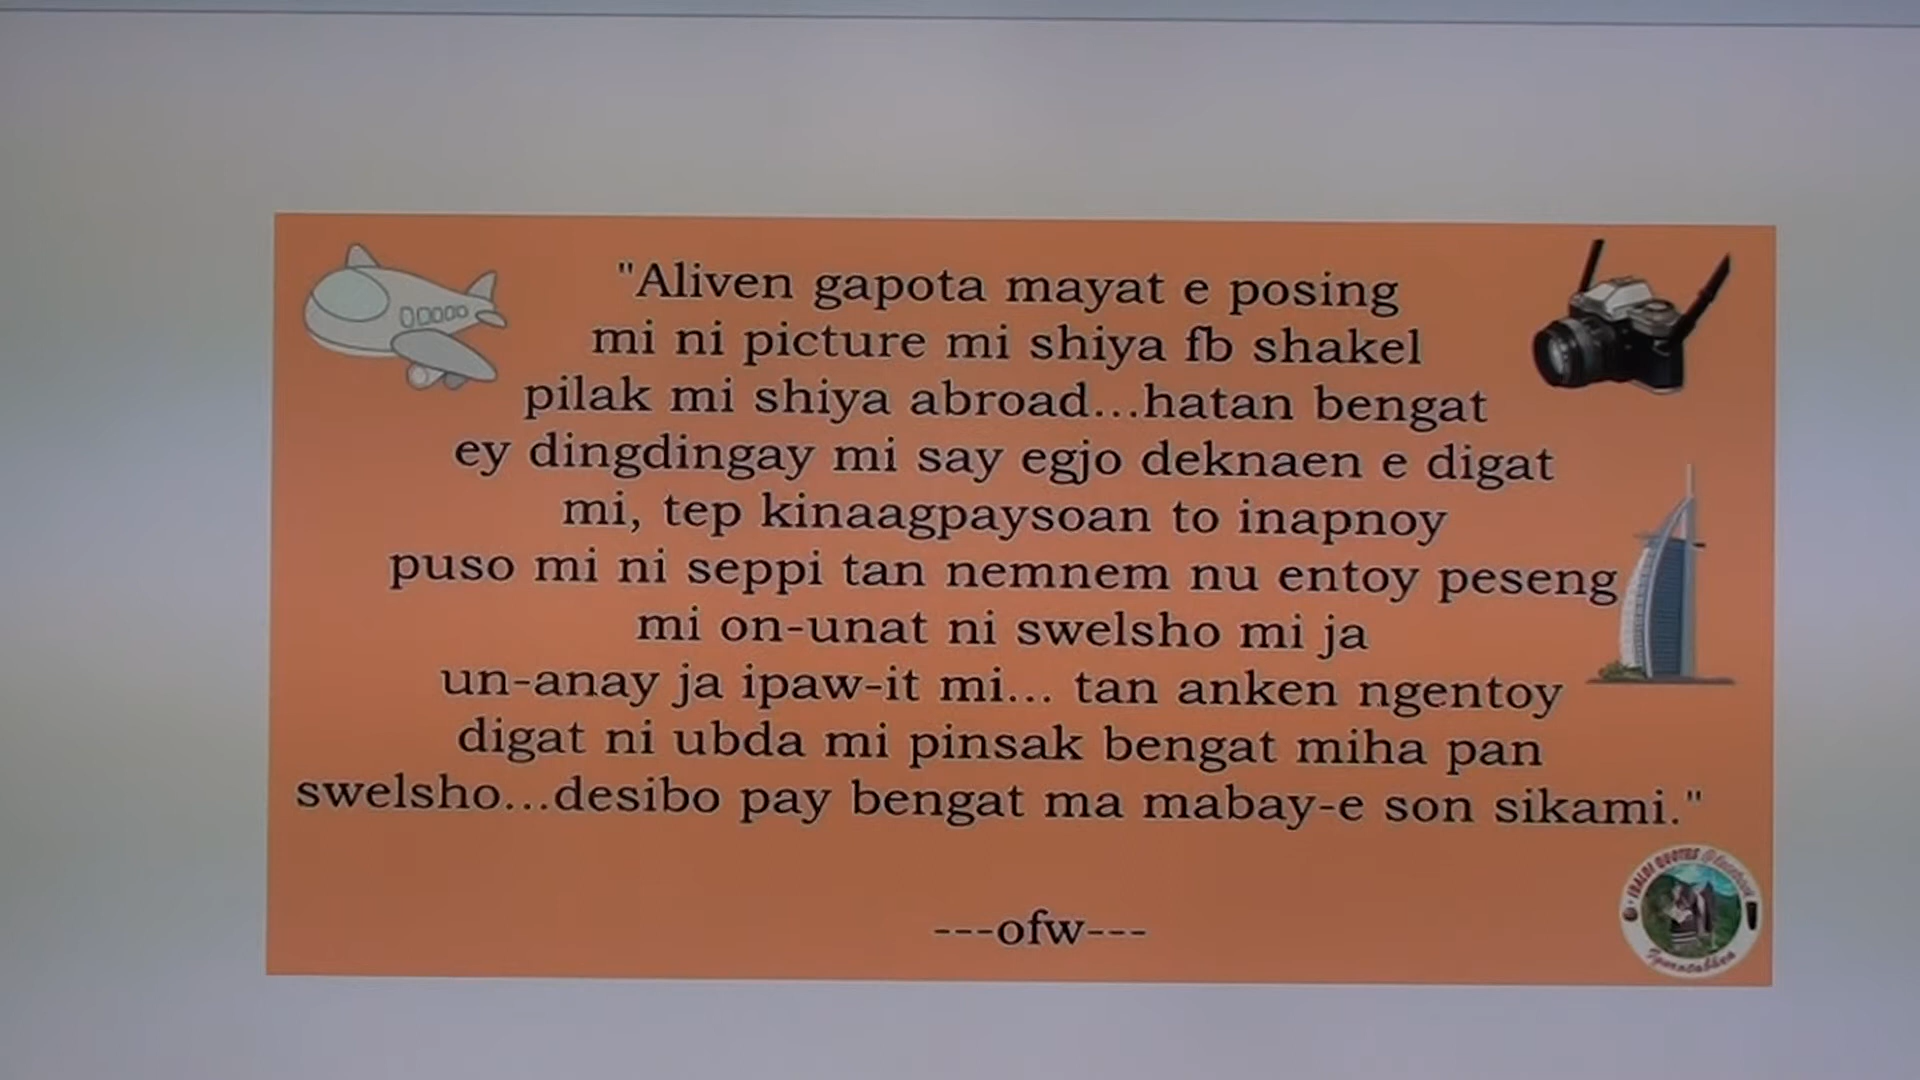 "Aliven gapota mayat e posing
mi ni picture mi shiya fb shakel
pilak mi shiya abroad...hatan bengat
ey dingdingay mi say egjo deknaen e digat
mi, tep kinaagpaysoan to inapnoy
puso mi ni seppi tan nemnem nu entoy peseng
mi on-unat ni swelsho mi ja
un-anay ja ipaw-it mi... tan anken ngentoy
digat ni ubda mi pinsak bengat miha pan
swelsho...desibo pay bengat ma mabay-e son sikami."
---ofw---
IBALOI QUOTES @facebook